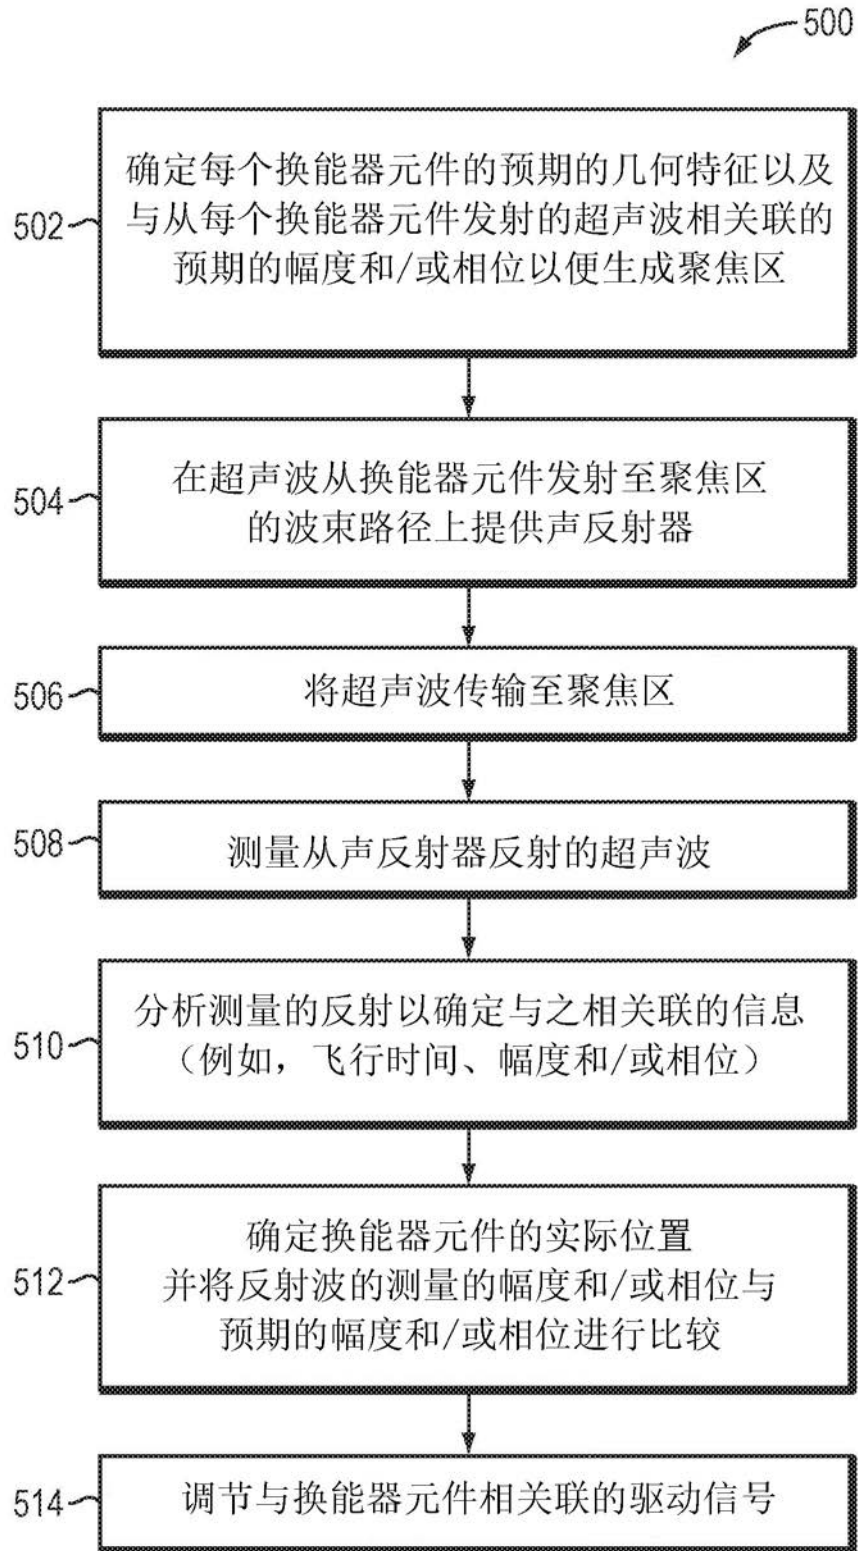 500
502
确定每个换能器元件的预期的几何特征以及
与从每个换能器元件发射的超声波相关联的
预期的幅度和/或相位以便生成聚焦区
504
在超声波从换能器元件发射至聚焦区
的波束路径上提供声反射器
506
将超声波传输至聚焦区
508
测量从声反射器反射的超声波
510
分析测量的反射以确定与之相关联的信息
（例如，飞行时间、幅度和/或相位）
512
确定换能器元件的实际位置
并将反射波的测量的幅度和/或相位与
预期的幅度和/或相位进行比较
514
调节与换能器元件相关联的驱动信号